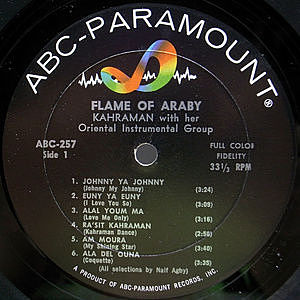 ABC-PARAMOUNT®
FLAME OF ARABY
KAHRAMAN with her
Oriental Instrumental Group
ABC-257
Side 1
FULL COLOR
FIDELITY
33⅓ RPM
1. JOHNNY YA JOHNNY
(Johnny My Johnny) (3:24)
2. EUNY YA EUNY
(I Love You So) (3:09)
3. ALAL YOUM MA
(Love Me Only) (3:16)
4. RA'SIT KAHRAMAN
(Kahraman Dance) (3:50)
5. AM MOURA
(My Shining Star) (3:40)
6. ALA DEL OUNA
(Coquette) (3:35)
(All selections by Naif Agby)
A PRODUCT OF ABC-PARAMOUNT RECORDS, INC.